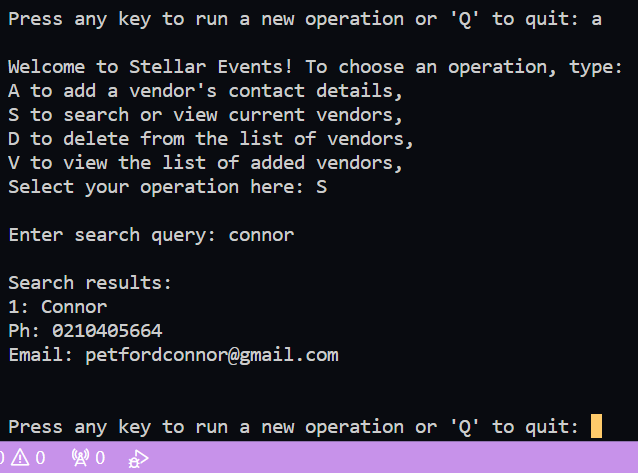 Press any key to run a new operation or 'Q' to quit: a
Welcome to Stellar Events! To choose an operation, type:
A to add a vendor's contact details,
S to search or view current vendors,
D to delete from the list of vendors,
V to view the list of added vendors,
Select your operation here: S
Enter search query: connor
Search results:
1: Connor
Ph: 0210405664
Email: petfordconnor@gmail.com
Press any key to run a new operation or 'Q' to quit:
0 0 0